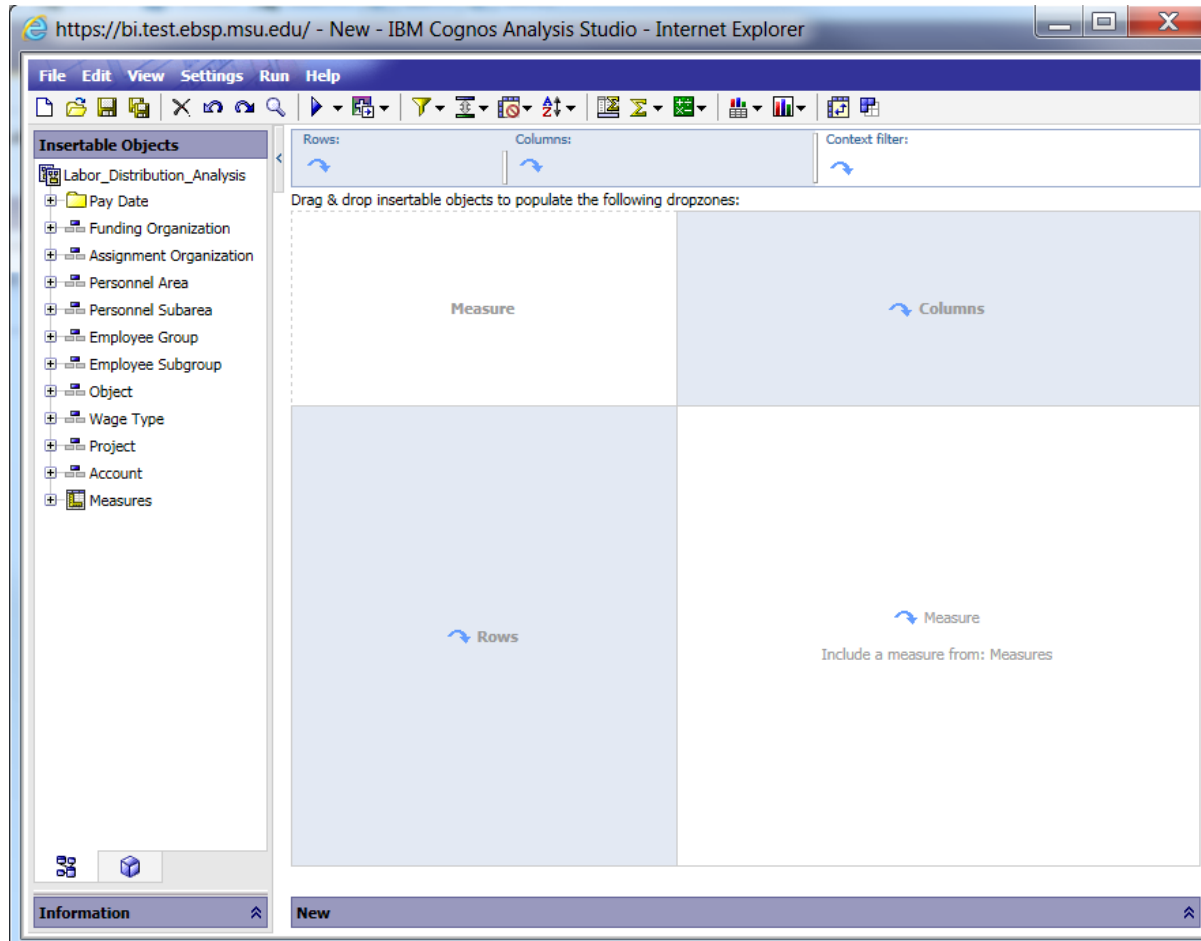 https://bi.test.ebsp.msu.edu/ - New - IBM Cognos Analysis Studio - Internet Explorer
File Edit View Settings Run Help
Insertable Objects
Rows:
Columns:
Context filter:
Labor_Distribution_Analysis
Pay Date
Funding Organization
Assignment Organization
Personnel Area
Personnel Subarea
Employee Group
Employee Subgroup
Object
Wage Type
Project
Account
Measures
Drag & drop insertable objects to populate the following dropzones:
Measure
Columns
Rows
Measure
Include a measure from: Measures
Information
New